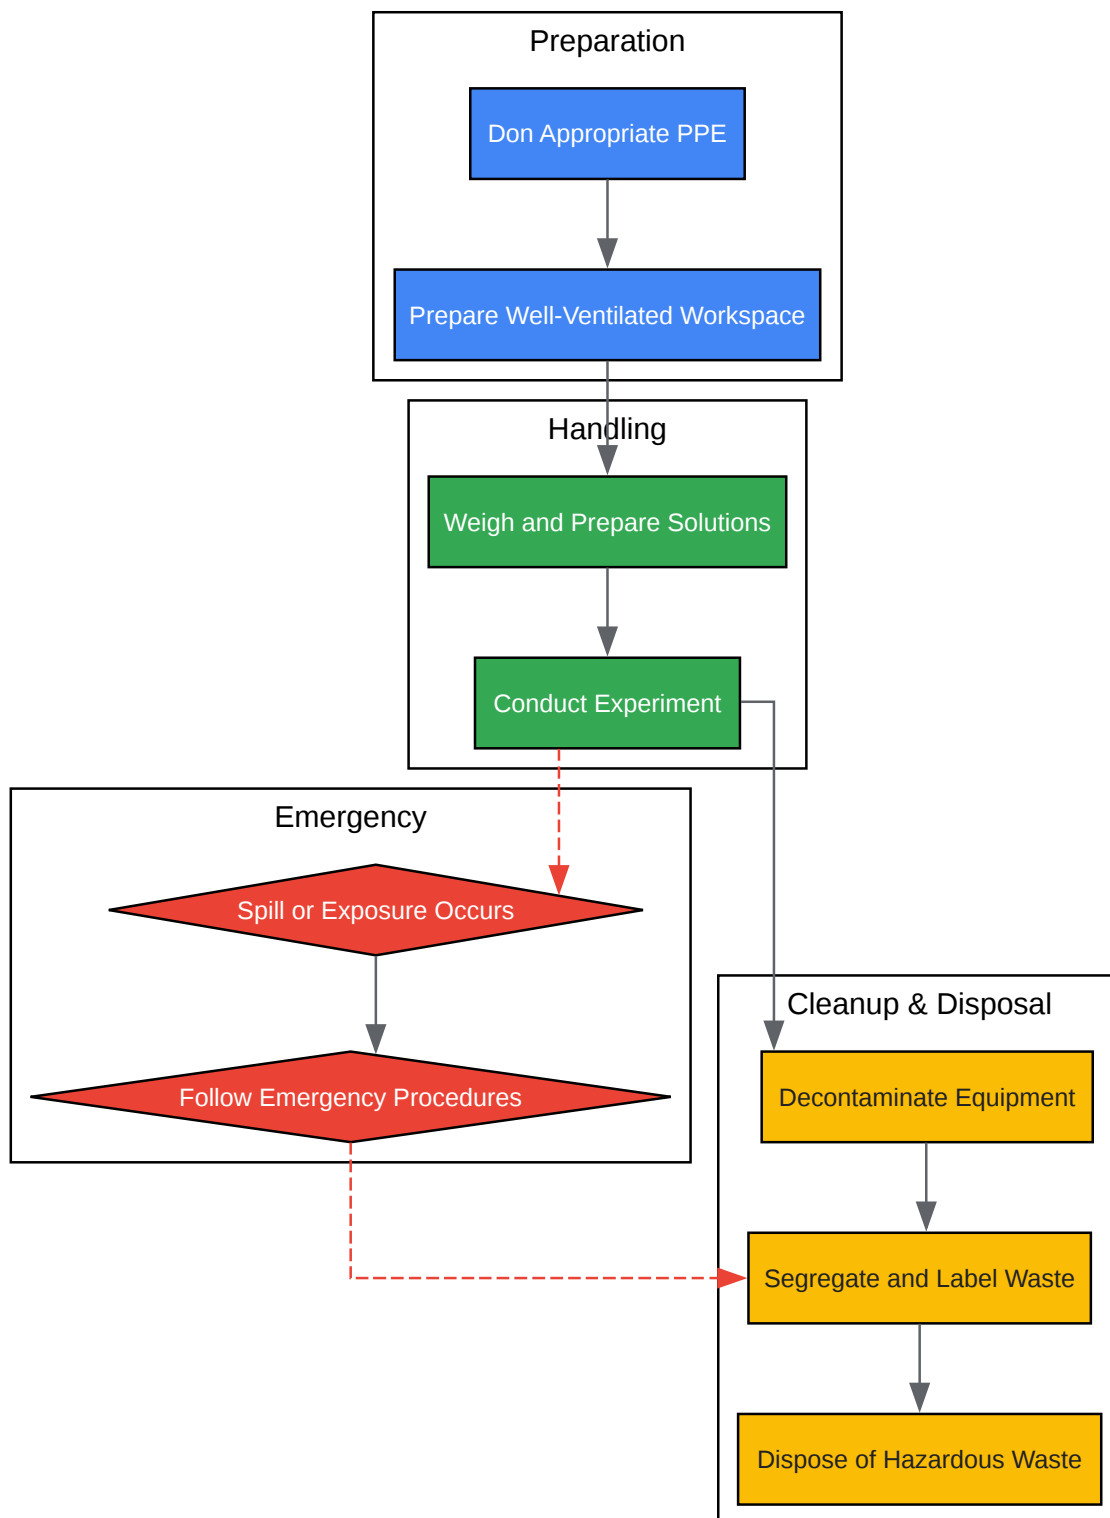 Preparation
Don Appropriate PPE
Prepare Well-Ventilated Workspace
Handling
Weigh and Prepare Solutions
Conduct Experiment
Emergency
Spill or Exposure Occurs
Follow Emergency Procedures
Cleanup & Disposal
Decontaminate Equipment
Segregate and Label Waste
Dispose of Hazardous Waste